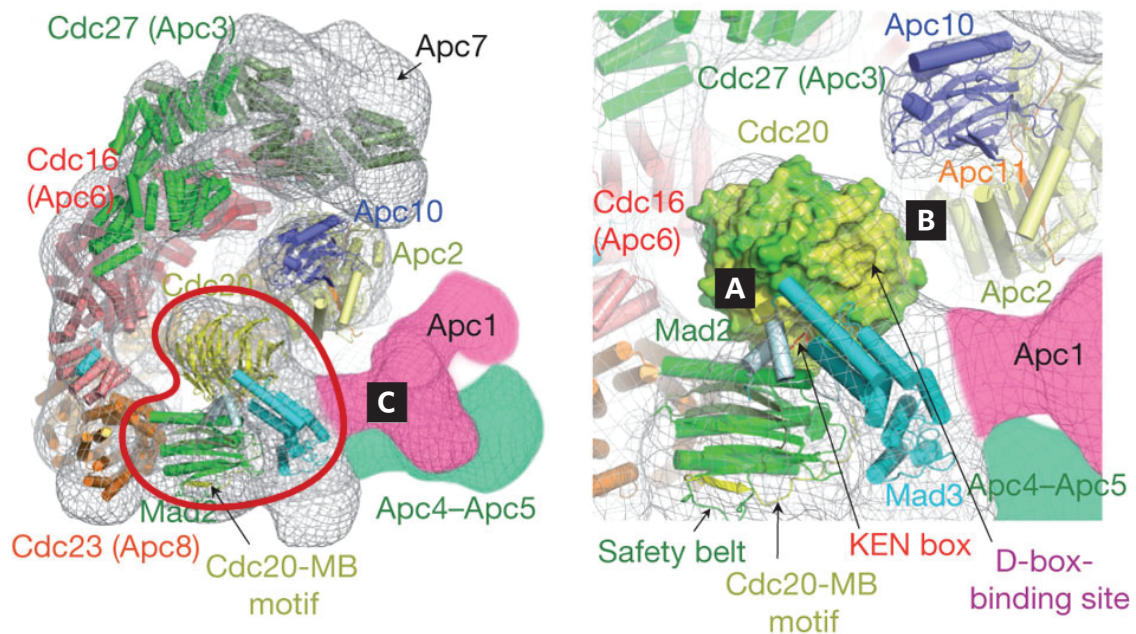 Cdc27 (Apc3)
Apc7
Cdc16
(Apc6)
Apc10
Cdc20
Apc2
Apc1
C
Mad2
Apc4–Apc5
Cdc23 (Apc8)
Cdc20-MB
motif
Apc10
Cdc27 (Apc3)
Cdc20
Apc11
Cdc16
(Apc6)
B
A
Apc2
Mad2
Apc1
Mad3
Apc4–Apc5
Safety belt
KEN box
Cdc20-MB
motif
D-box-
binding site